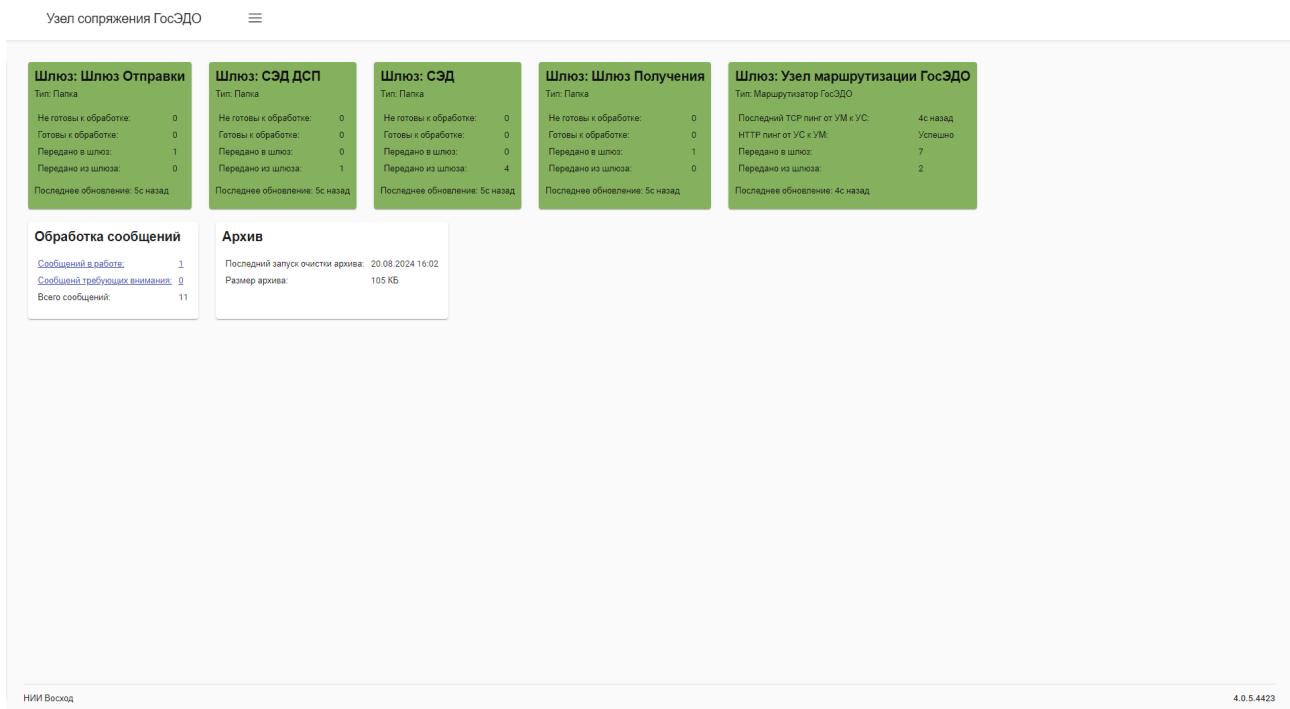 Узел сопряжения ГосЭДО
Шлюз: Шлюз Отправки
Тип: Папка
Не готовы к обработке: 0
Готовы к обработке: 0
Передано в шлюз: 1
Передано из шлюза: 0
Последнее обновление: 5с назад
Шлюз: СЭД ДСП
Тип: Папка
Не готовы к обработке: 0
Готовы к обработке: 0
Передано в шлюз: 0
Передано из шлюза: 1
Последнее обновление: 5с назад
Шлюз: СЭД
Тип: Папка
Не готовы к обработке: 0
Готовы к обработке: 0
Передано в шлюз: 0
Передано из шлюза: 4
Последнее обновление: 5с назад
Шлюз: Шлюз Получения
Тип: Папка
Не готовы к обработке: 0
Готовы к обработке: 0
Передано в шлюз: 1
Передано из шлюза: 0
Последнее обновление: 5с назад
Шлюз: Узел маршрутизации ГосЭДО
Тип: Маршрутизатор ГосЭДО
Последний TCP пинг от УМ к УС: 4с назад
HTTP пинг от УС к УМ: Успешно
Передано в шлюз: 7
Передано из шлюза: 2
Последнее обновление: 4с назад
Обработка сообщений
Сообщений в работе: 1
Сообщенй требующих внимания: 0
Всего сообщений: 11
Архив
Последний запуск очистки архива: 20.08.2024 16:02
Размер архива: 105 КБ
НИИ Восход
4.0.5.4423